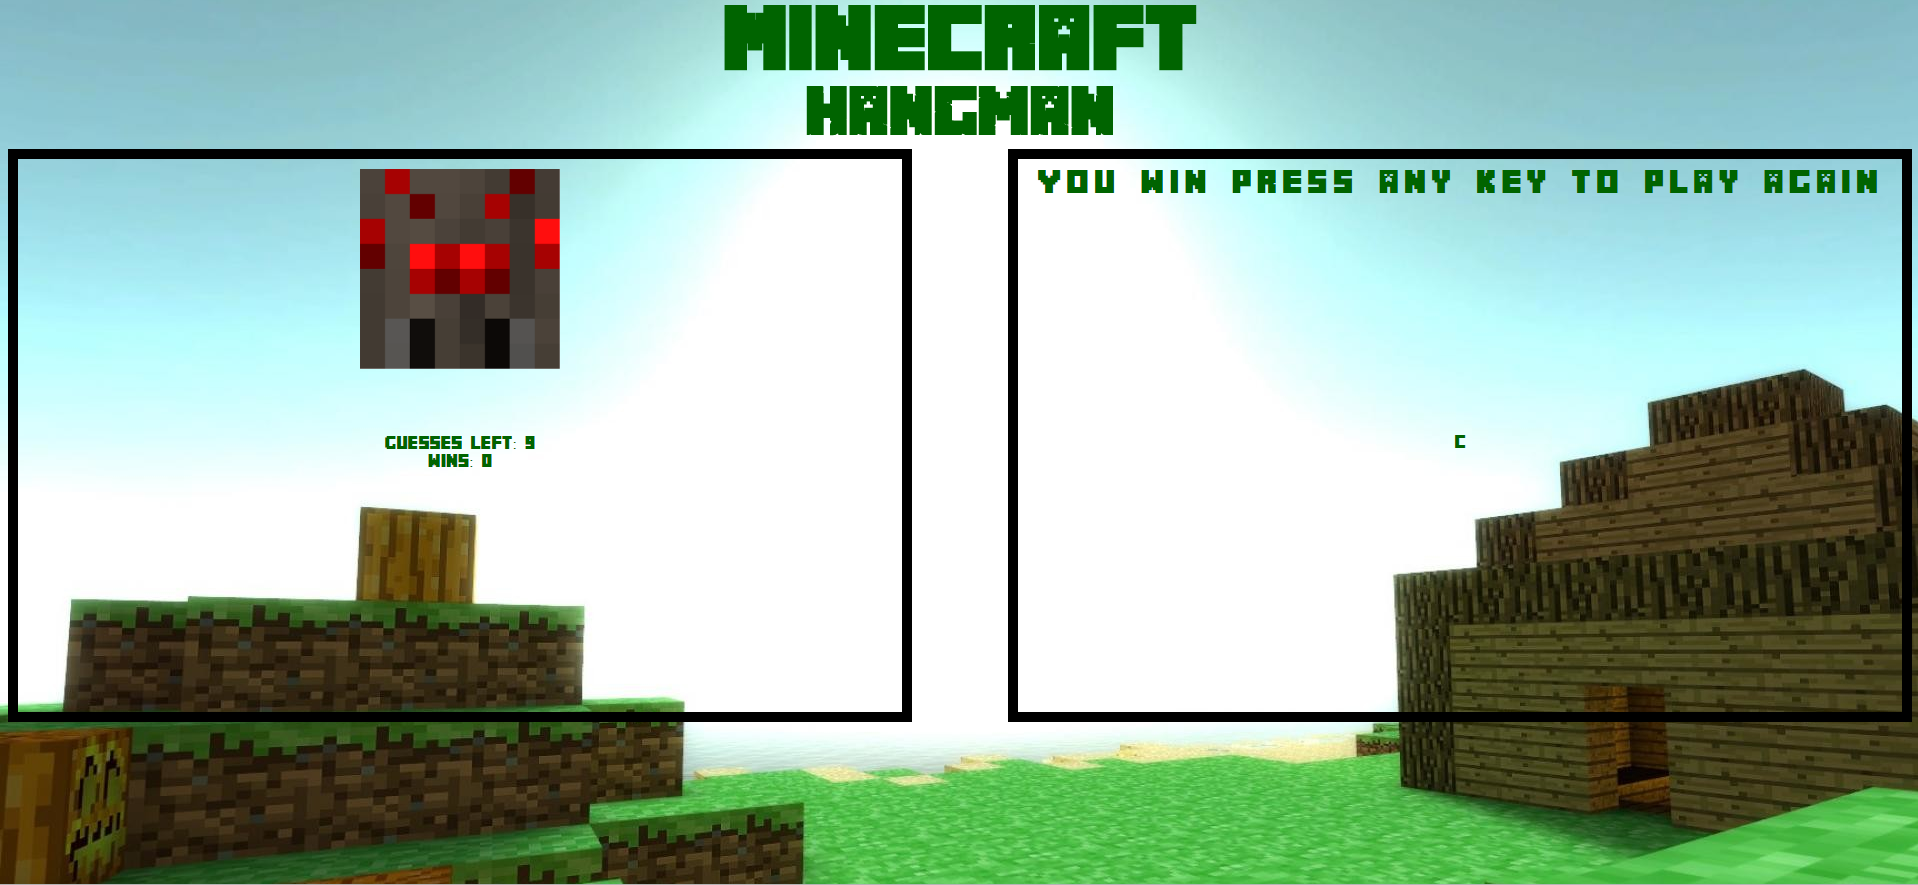 MINECRAFT
HANGMAN
GUESSES LEFT: 9
WINS: 0
YOU WIN PRESS ANY KEY TO PLAY AGAIN
C